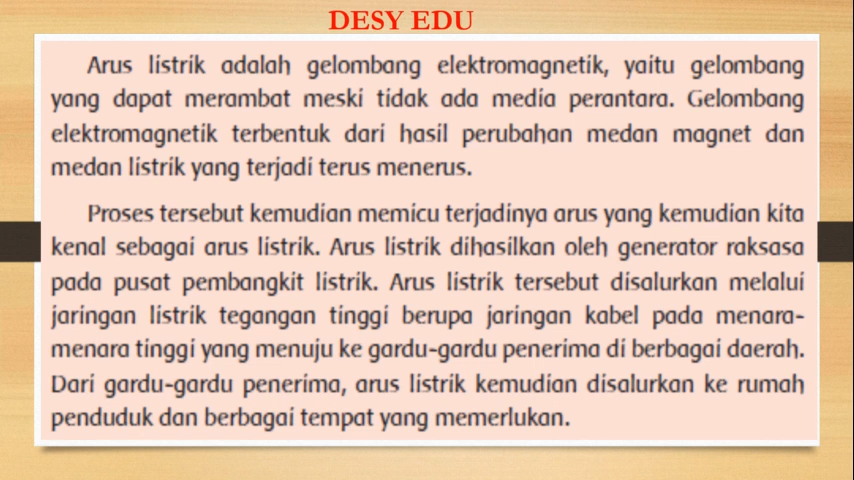 DESY EDU
Arus listrik adalah gelombang elektromagnetik, yaitu gelombang
yang dapat merambat meski tidak ada media perantara. Gelombang
elektromagnetik terbentuk dari hasil perubahan medan magnet dan
medan listrik yang terjadi terus menerus.
Proses tersebut kemudian memicu terjadinya arus yang kemudian kita
kenal sebagai arus listrik. Arus listrik dihasilkan oleh generator raksasa
pada pusat pembangkit listrik. Arus listrik tersebut disalurkan melalui
jaringan listrik tegangan tinggi berupa jaringan kabel pada menara-
menara tinggi yang menuju ke gardu-gardu penerima di berbagai daerah.
Dari gardu-gardu penerima, arus listrik kemudian disalurkan ke rumah
penduduk dan berbagai tempat yang memerlukan.